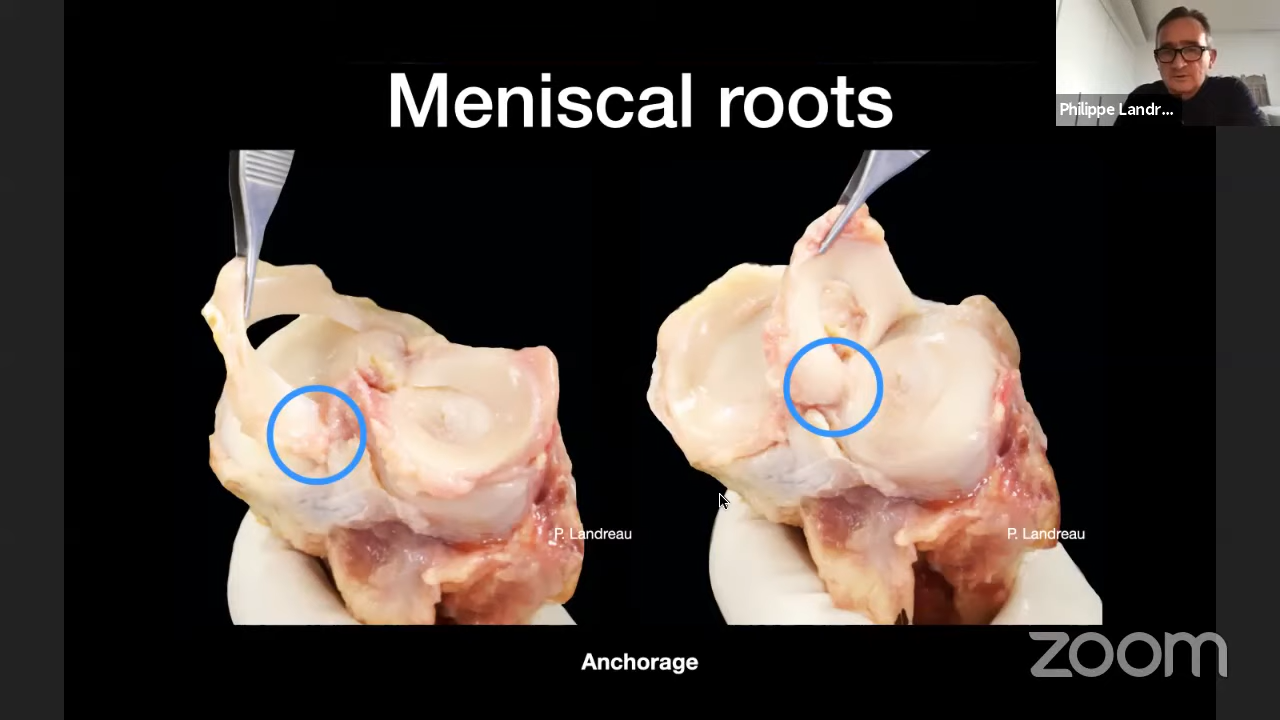 Meniscal roots
Philippe Landr...
P. Landreau
P. Landreau
Anchorage
zoom